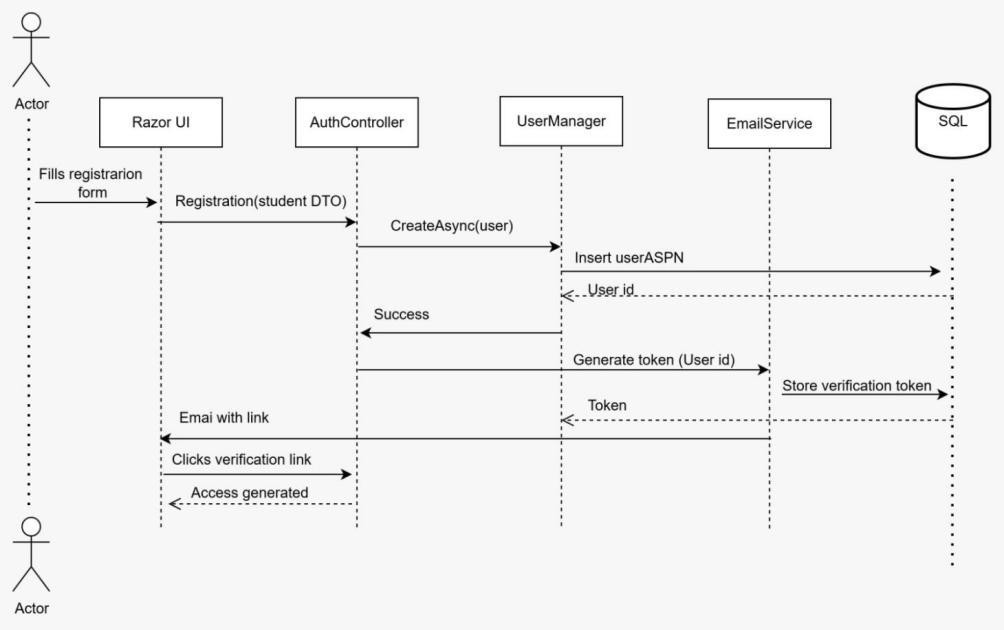 Actor
Razor UI
AuthController
UserManager
EmailService
SQL
Fills registrarion
form
Registration(student DTO)
CreateAsync(user)
Insert userASPN
User id
Success
Generate token (User id)
Store verification token
Token
Emai with link
Clicks verification link
Access generated
Actor